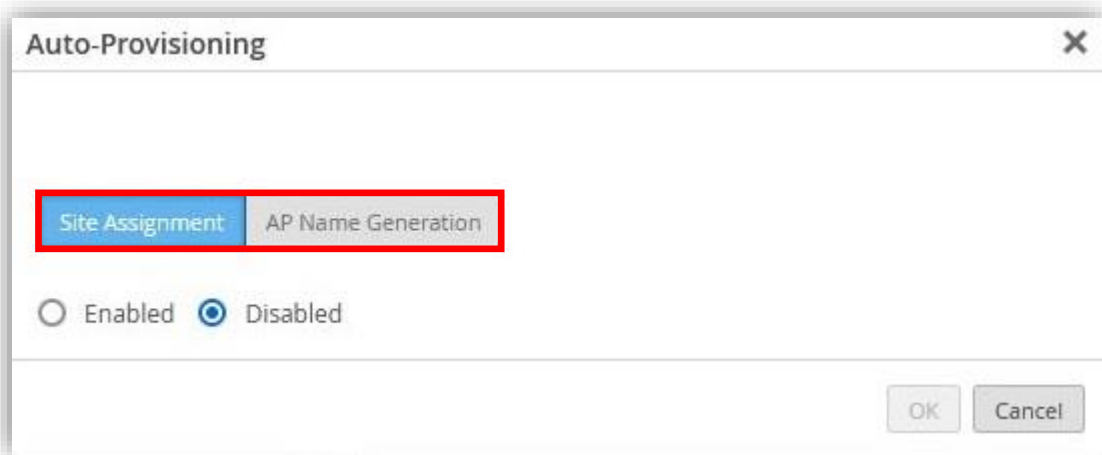 Auto-Provisioning
Site Assignment AP Name Generation
Enabled Disabled
OK Cancel